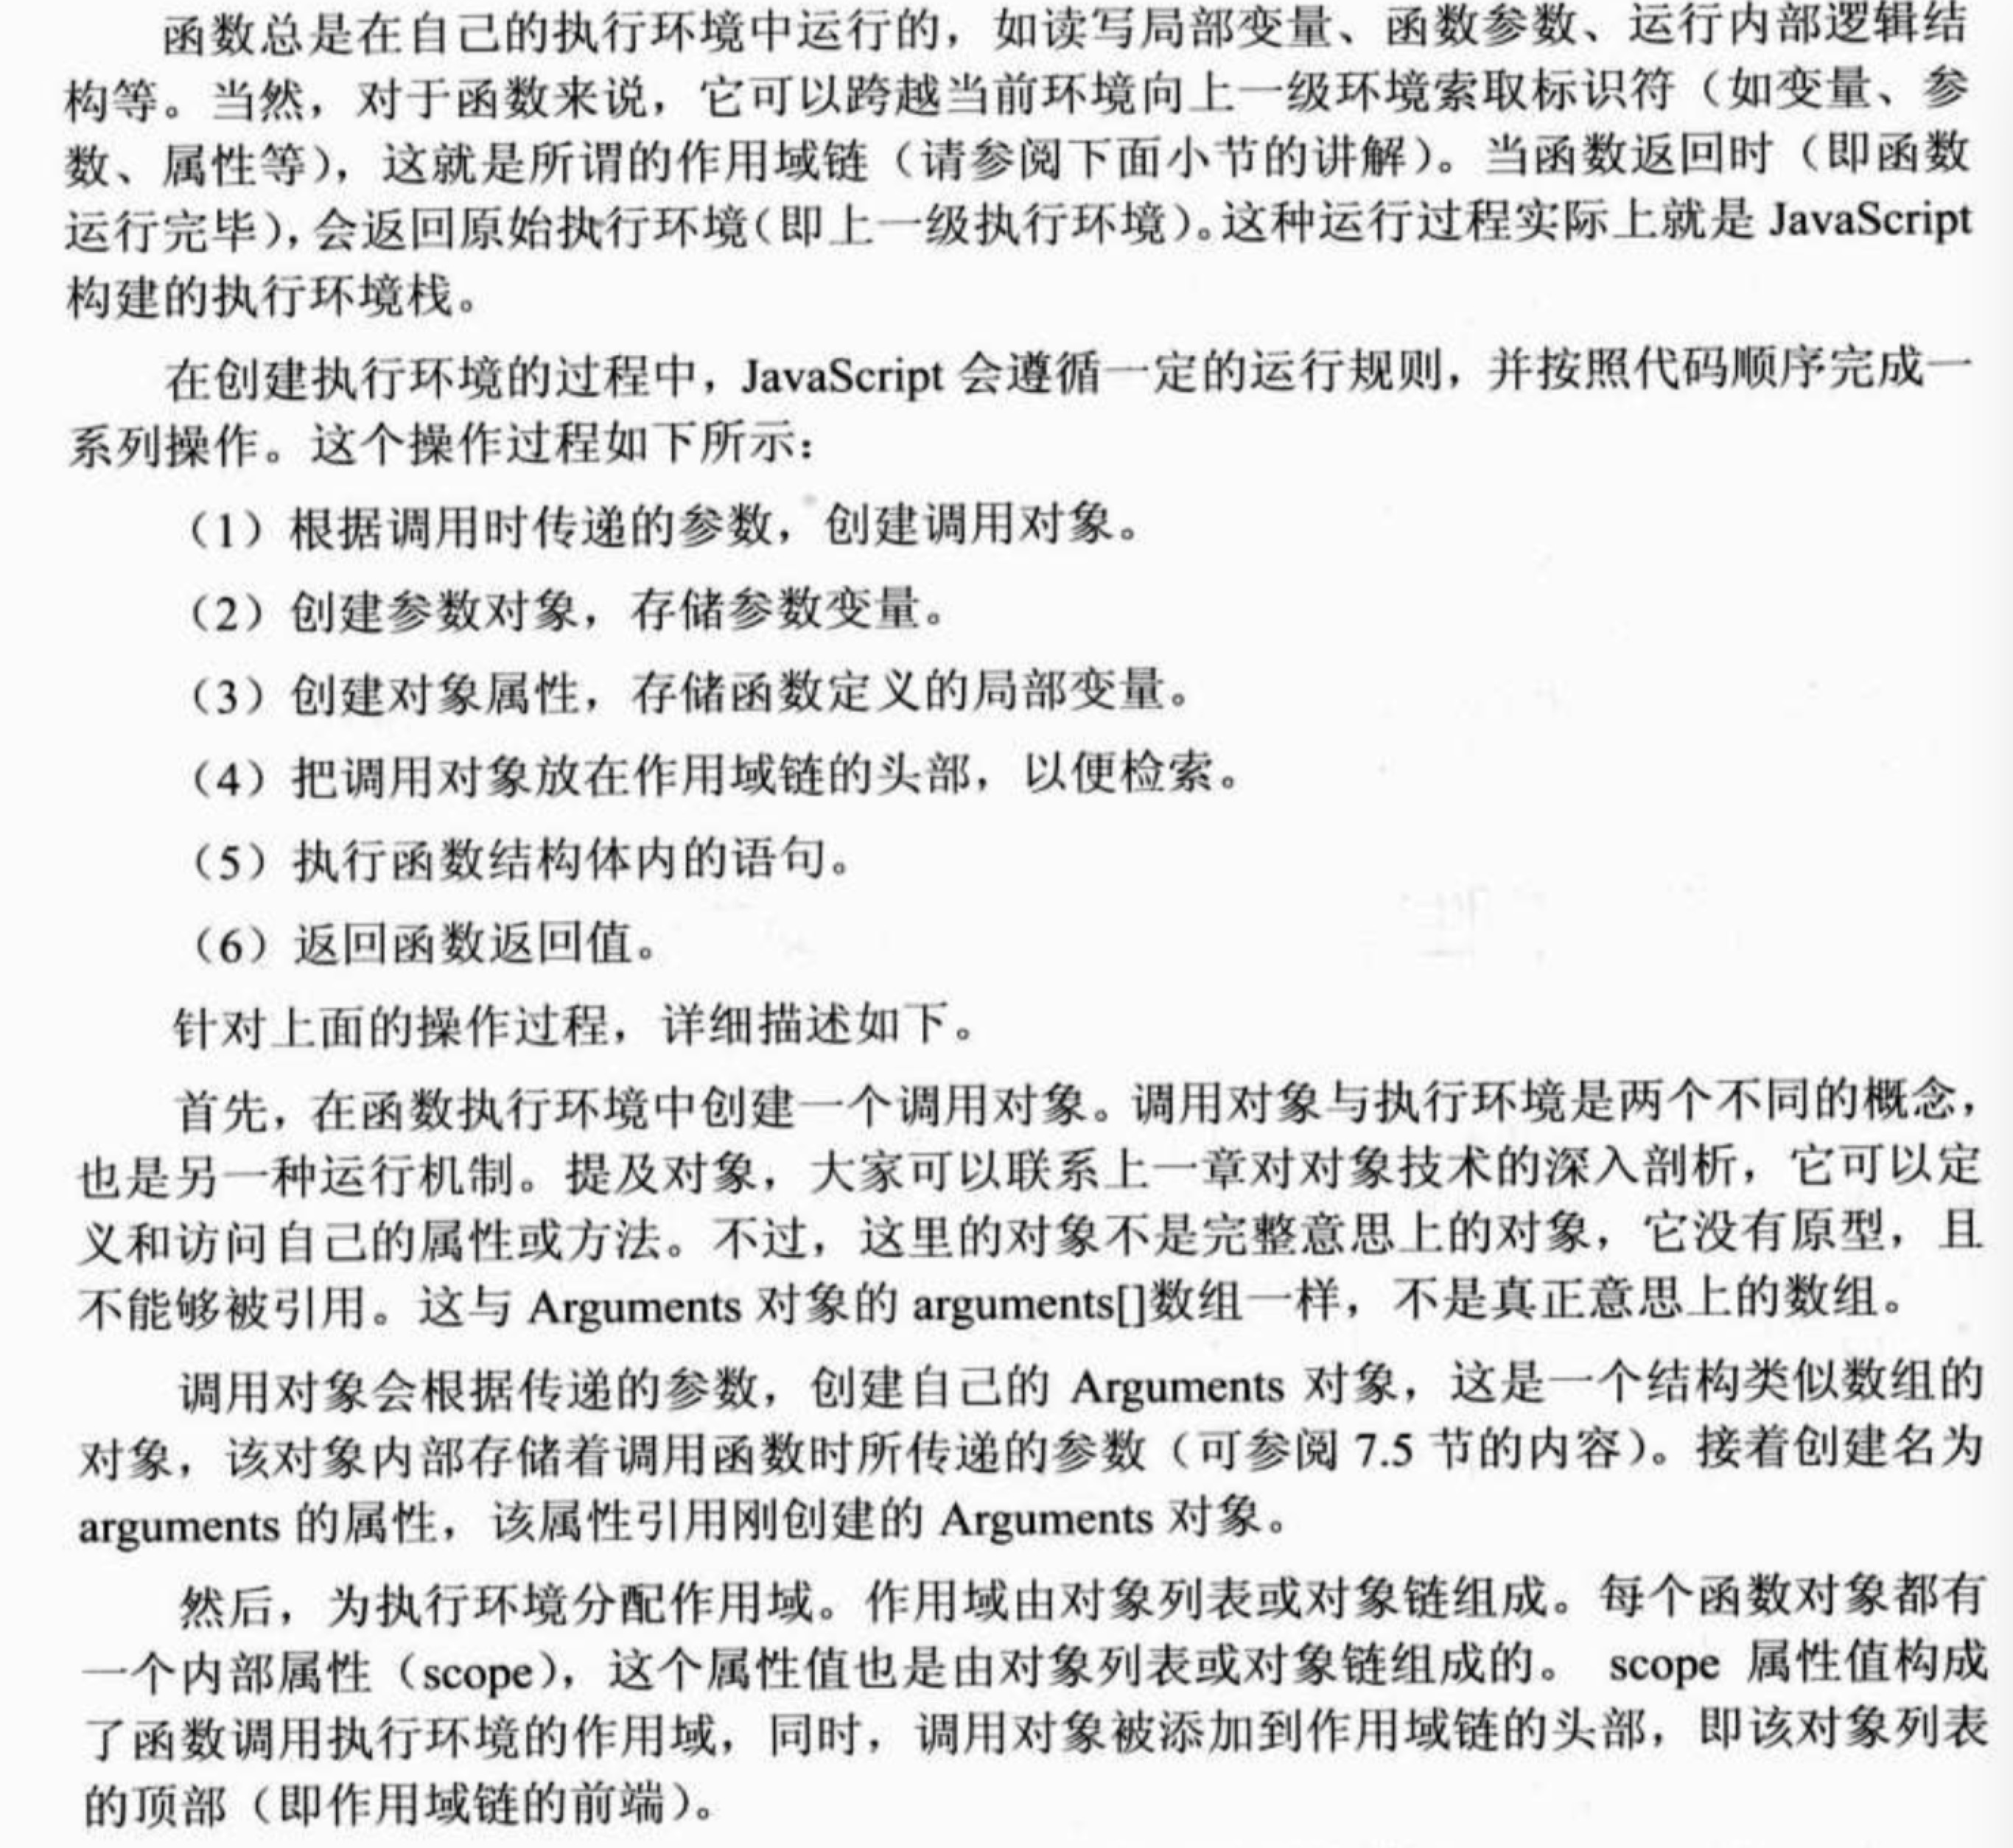 函数总是在自己的执行环境中运行的，如读写局部变量、函数参数、运行内部逻辑结
构等。当然，对于函数来说，它可以跨越当前环境向上一级环境索取标识符（如变量、参
数、属性等），这就是所谓的作用域链（请参阅下面小节的讲解）。当函数返回时（即函数
运行完毕），会返回原始执行环境（即上一级执行环境）。这种运行过程实际上就是 JavaScript
构建的执行环境栈。
在创建执行环境的过程中，JavaScript 会遵循一定的运行规则，并按照代码顺序完成一
系列操作。这个操作过程如下所示：
（1）根据调用时传递的参数，创建调用对象。
（2）创建参数对象，存储参数变量。
（3）创建对象属性，存储函数定义的局部变量。
（4）把调用对象放在作用域链的头部，以便检索。
（5）执行函数结构体内的语句。
（6）返回函数返回值。
针对上面的操作过程，详细描述如下。
首先，在函数执行环境中创建一个调用对象。调用对象与执行环境是两个不同的概念，
也是另一种运行机制。提及对象，大家可以联系上一章对对象技术的深入剖析，它可以定
义和访问自己的属性或方法。不过，这里的对象不是完整意思上的对象，它没有原型，且
不能够被引用。这与 Arguments 对象的 arguments[]数组一样，不是真正意思上的数组。
调用对象会根据传递的参数，创建自己的 Arguments 对象，这是一个结构类似数组的
对象，该对象内部存储着调用函数时所传递的参数（可参阅 7.5 节的内容）。接着创建名为
arguments 的属性，该属性引用刚创建的 Arguments 对象。
然后，为执行环境分配作用域。作用域由对象列表或对象链组成。每个函数对象都有
一个内部属性（scope），这个属性值也是由对象列表或对象链组成的。 scope 属性值构成
了函数调用执行环境的作用域，同时，调用对象被添加到作用域链的头部，即该对象列表
的顶部（即作用域链的前端）。